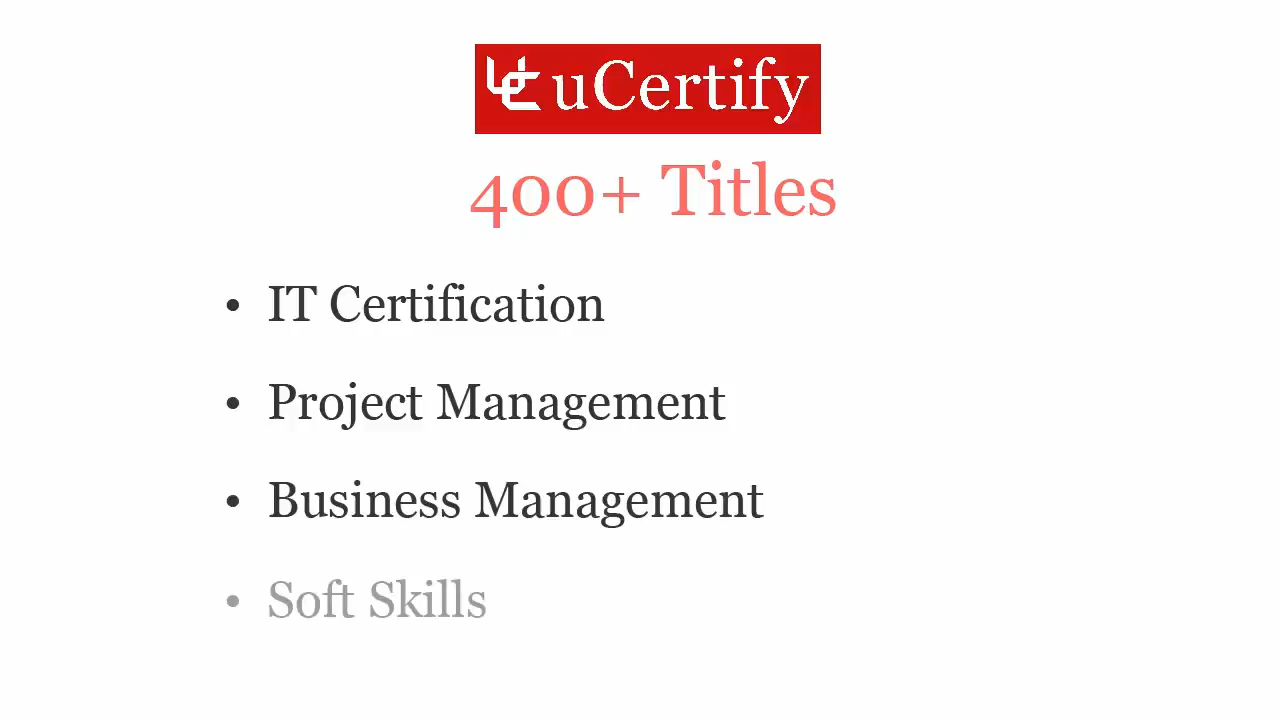 uCertify
400+ Titles
• IT Certification
• Project Management
• Business Management
• Soft Skills